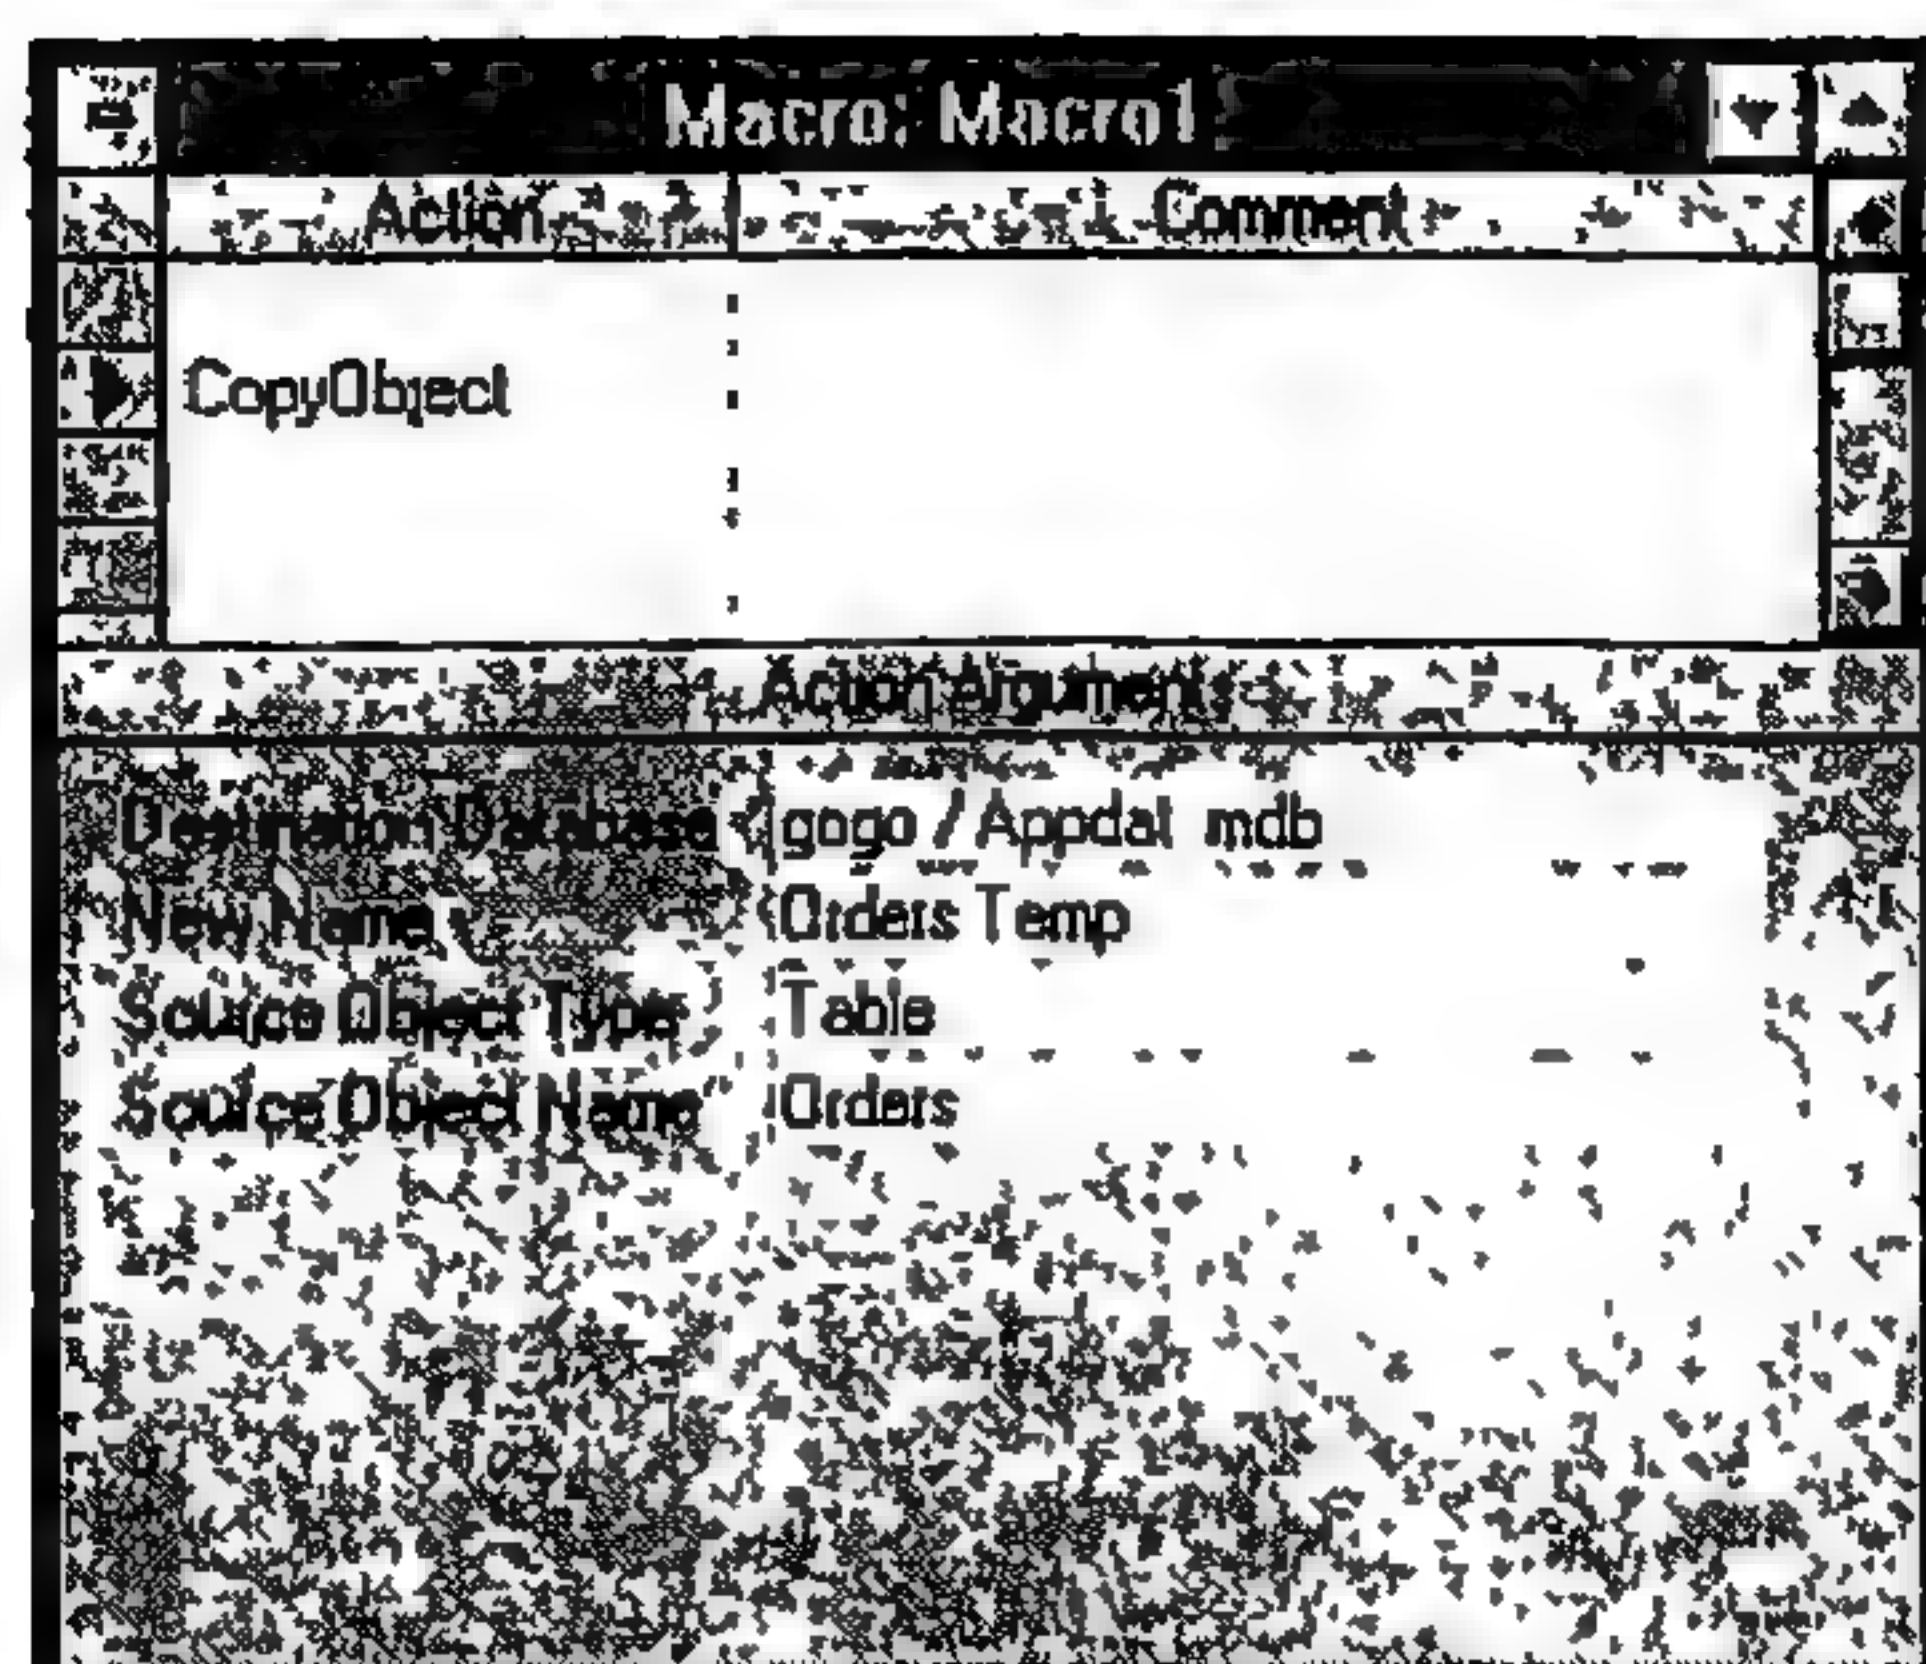 Macro: Macro1
Action Comment
CopyObject
Action Arguments
Destination Database gogo / Appdat mdb
New Name Orders Temp
Source Object Type Table
Source Object Name Orders